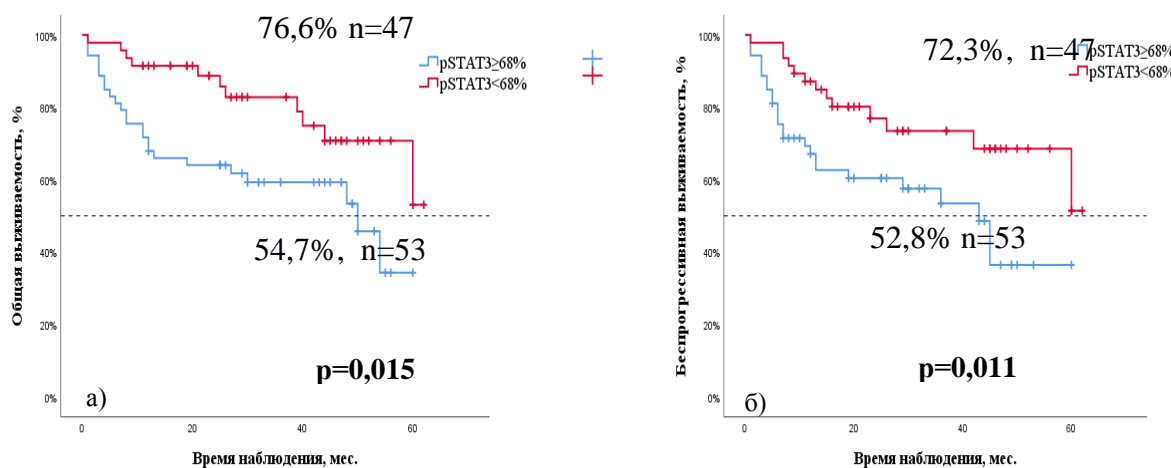 76,6% n=47
pSTAT3≥68%
pSTAT3<68%
Общая выживаемость, %
100%
80%
60%
40%
20%
0%
54,7%, n=53
p=0,015
а)
0
20
40
60
Время наблюдения, мес.
72,3%, n=47
pSTAT3≥68%
pSTAT3<68%
Беспрогрессивная выживаемость, %
100%
80%
60%
40%
20%
0%
52,8% n=53
p=0,011
б)
0
20
40
60
Время наблюдения, мес.